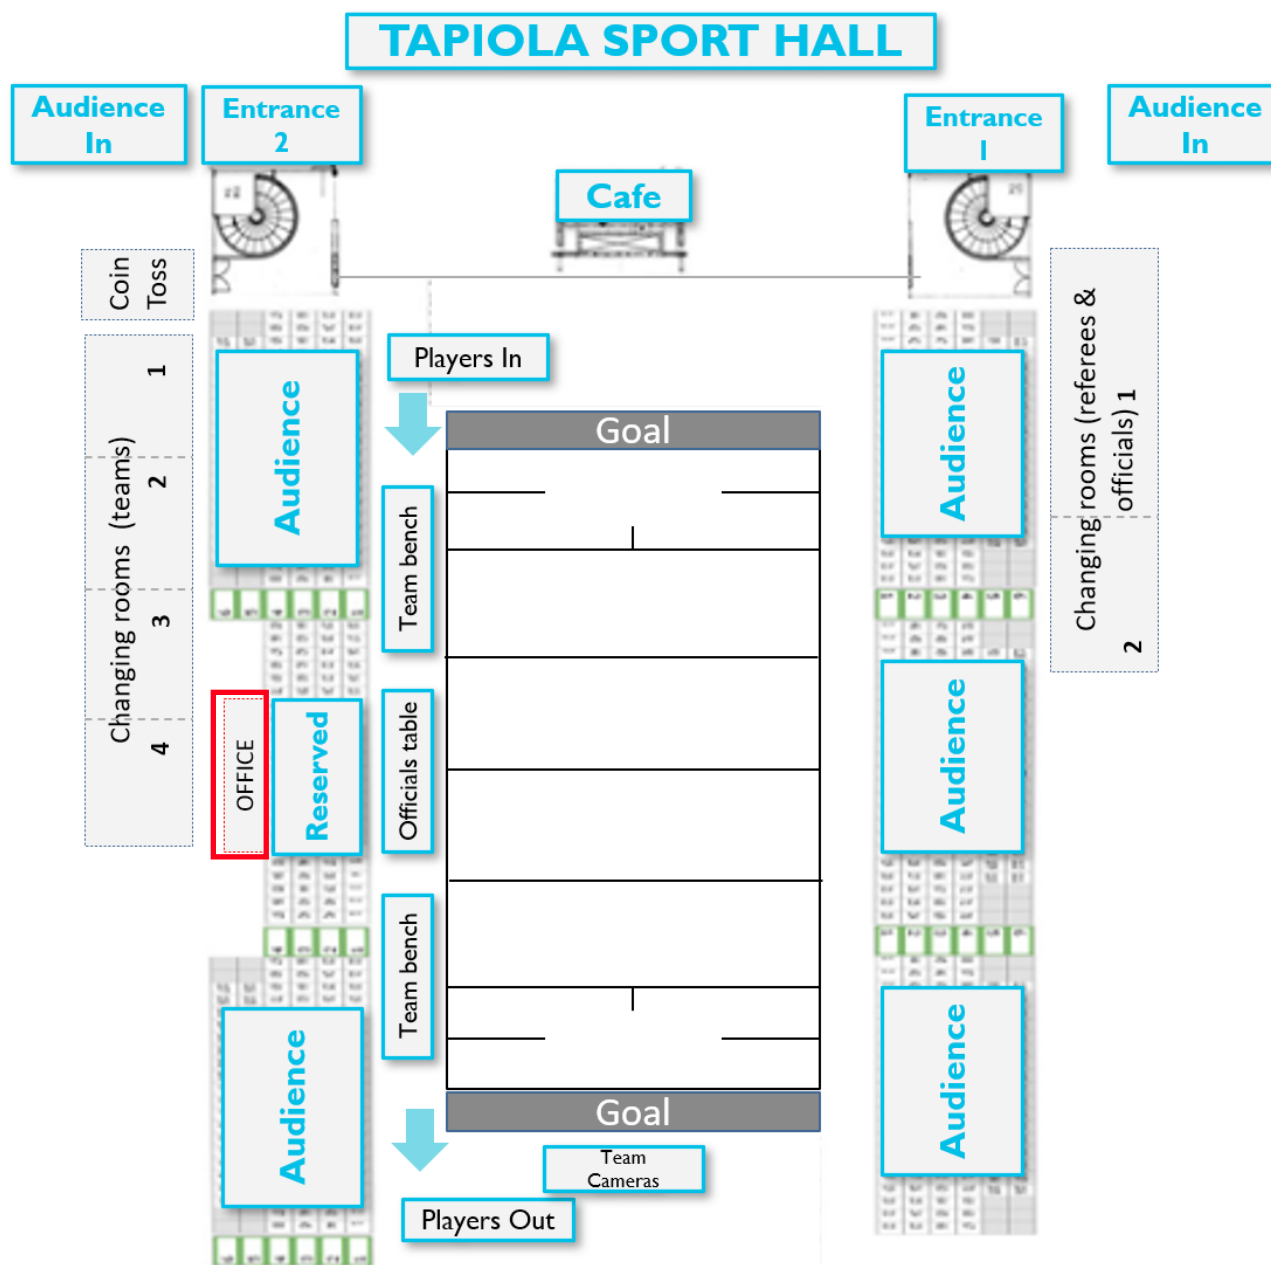 TAPIOLA SPORT HALL
Audience
In
Entrance
2
Entrance
1
Audience
In
Cafe
Coin
Toss
Players In
Goal
Audience
Audience
Changing rooms (teams)
1
2
3
4
Changing rooms (referees &
officials) 1
2
Team bench
OFFICE
Reserved
Officials table
Audience
Team bench
Audience
Audience
Goal
Team
Cameras
Players Out